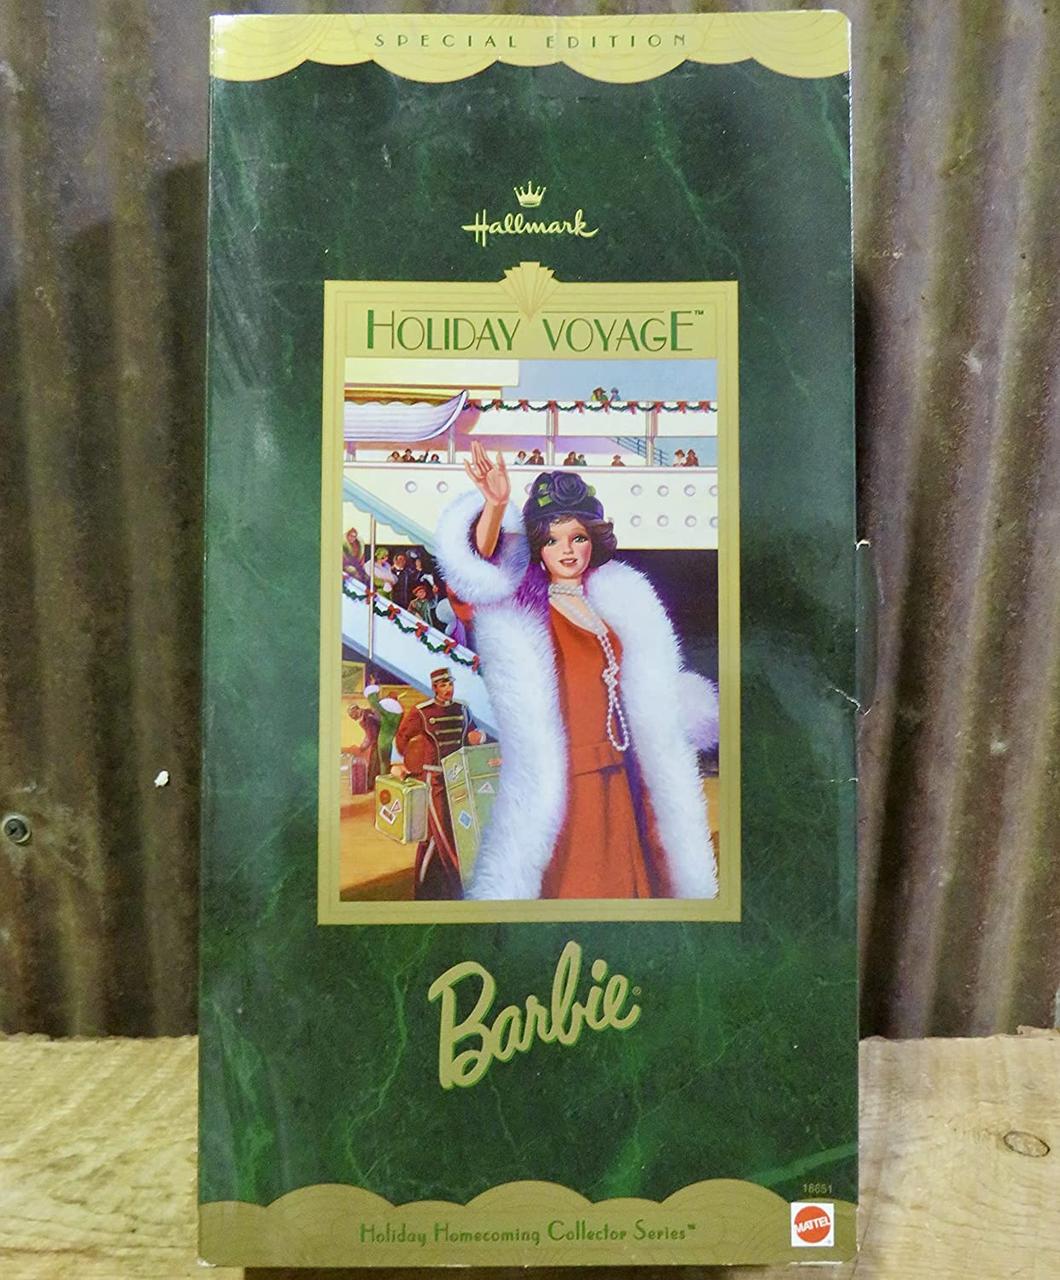 SPECIAL EDITION
Hallmark
HOLIDAY VOYAGE™
Barbie®
18651
MATTEL
Holiday Homecoming Collector Series™